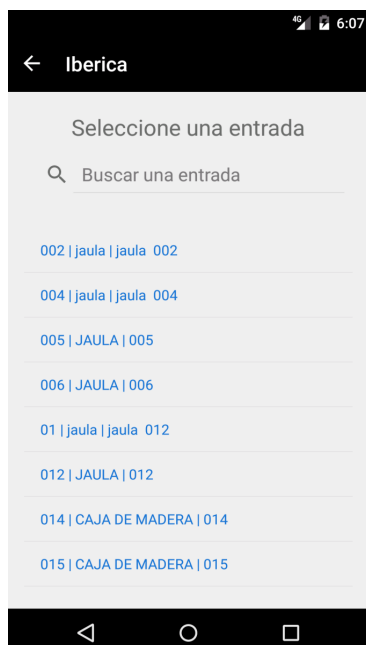 4G 6:07
Iberica
Seleccione una entrada
Buscar una entrada
002 | jaula | jaula  002
004 | jaula | jaula  004
005 | JAULA | 005
006 | JAULA | 006
01 | jaula | jaula  012
012 | JAULA | 012
014 | CAJA DE MADERA | 014
015 | CAJA DE MADERA | 015